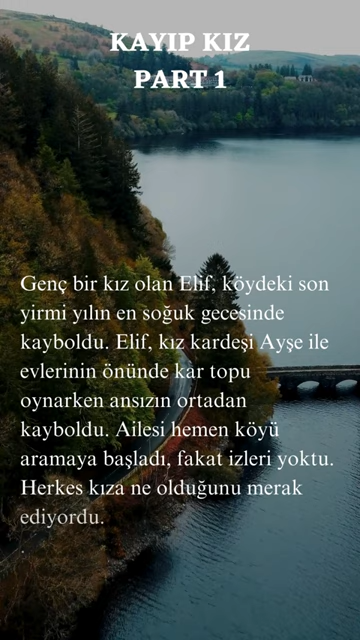 KAYIP KIZ
PART 1
Genç bir kız olan Elif, köydeki son
yirmi yılın en soğuk gecesinde
kayboldu. Elif, kız kardeşi Ayşe ile
evlerinin önünde kar topu
oynarken ansızın ortadan
kayboldu. Ailesi hemen köyü
aramaya başladı, fakat izleri yoktu.
Herkes kıza ne olduğunu merak
ediyordu.